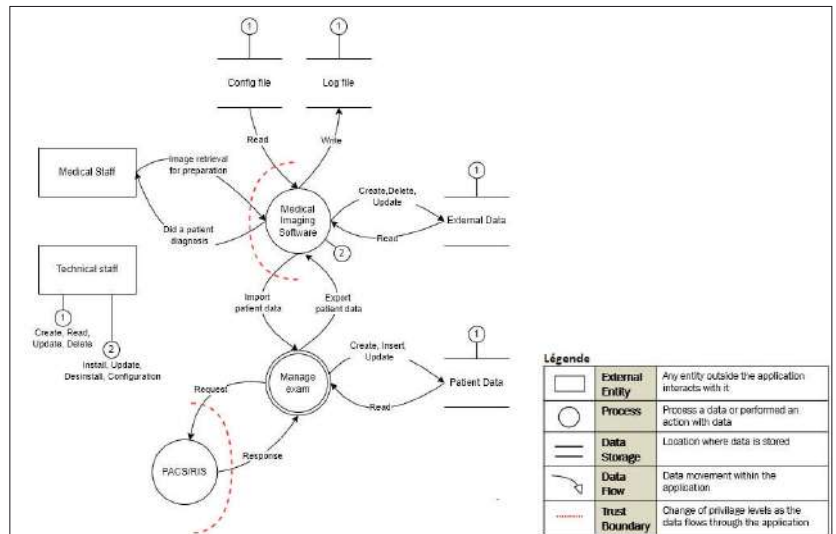 1
1
Config file
Log file
Read
Write
Medical Staff
Image retrieval
for preparation
Did a patient
diagnosis
Medical
Imaging
Software
2
Create,Delete,
Update
Read
1
External Data
Technical staff
1
Create, Read,
Update, Delete
2
Install, Update,
Desinstall, Configuration
Import
patient data
Export
patient data
Manage
exam
Create, Insert,
Update
Read
1
Patient Data
Request
Response
PACS/RIS
Légende
External
Entity
Any entity outside the application
interacts with it
Process
Process a data or performed an
action with data
Data
Storage
Location where data is stored
Data
Flow
Data movement within the
application
Trust
Boundary
Change of privilage levels as the
data flows through the application